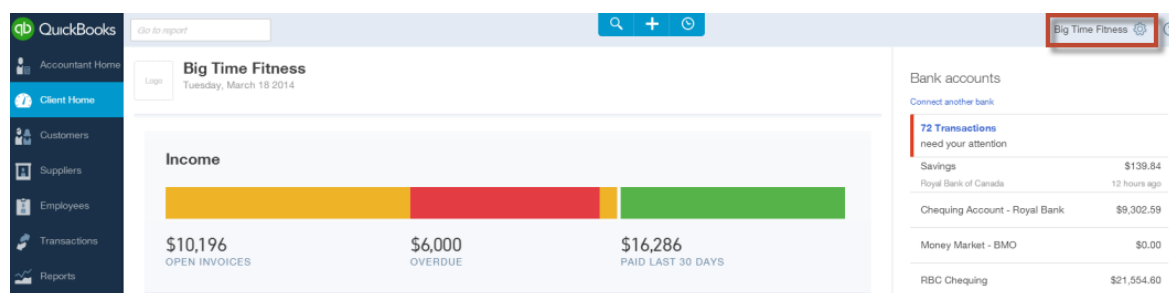 qb QuickBooks
Go to report
Big Time Fitness
Accountant Home
Client Home
Customers
Suppliers
Employees
Transactions
Reports
Logo
Big Time Fitness
Tuesday, March 18 2014
Income
$10,196
OPEN INVOICES
$6,000
OVERDUE
$16,286
PAID LAST 30 DAYS
Bank accounts
Connect another bank
72 Transactions
need your attention
Savings $139.84
Royal Bank of Canada 12 hours ago
Chequing Account - Royal Bank $9,302.59
Money Market - BMO $0.00
RBC Chequing $21,554.60